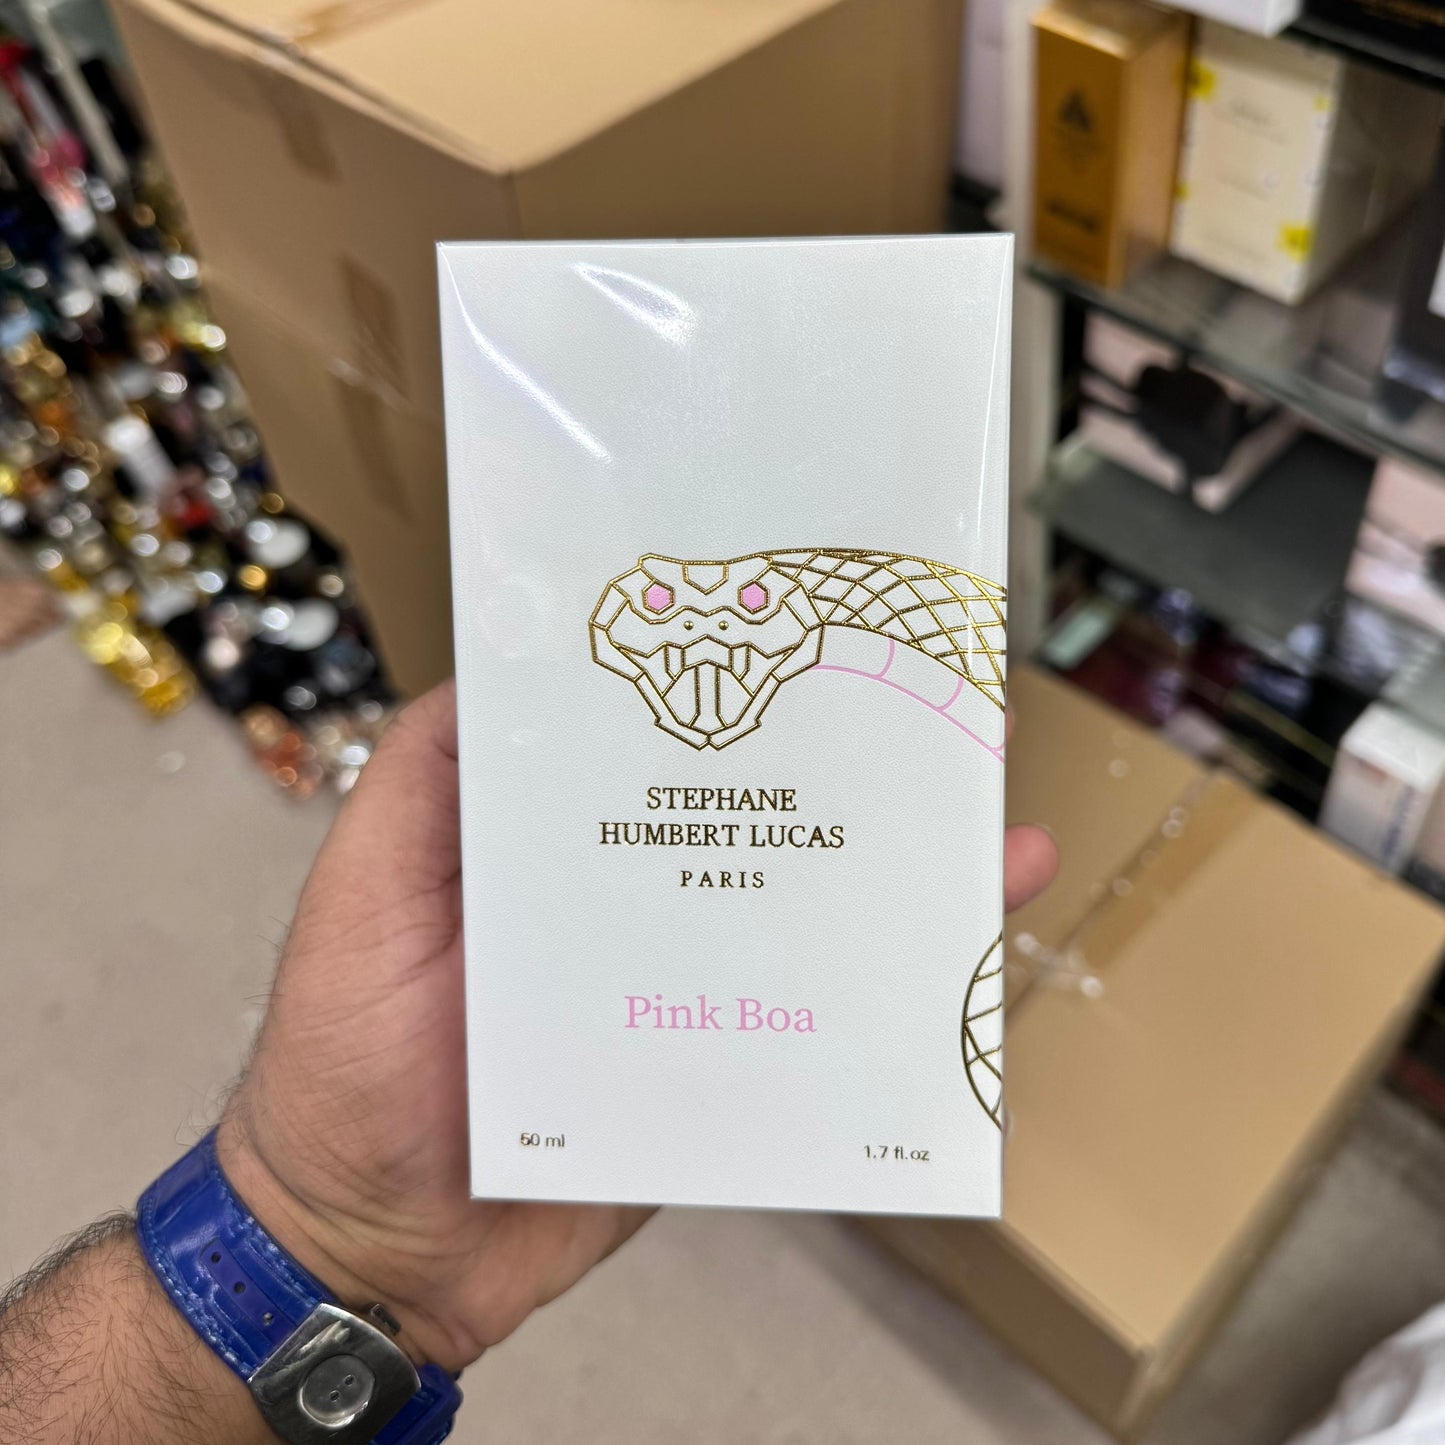 STEPHANE
HUMBERT LUCAS
PARIS
Pink Boa
50 ml
1.7 fl.oz